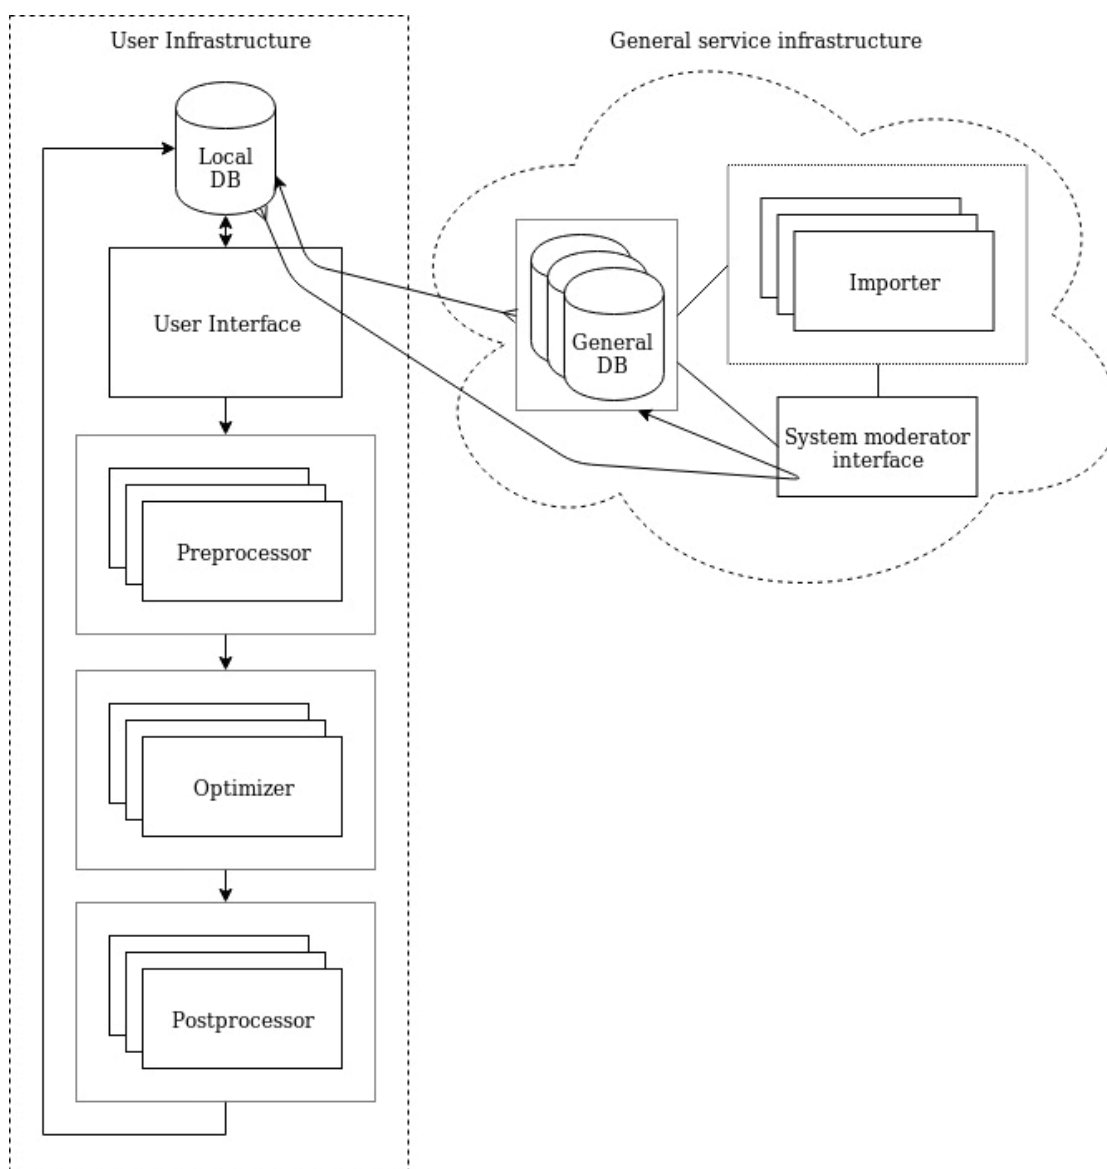 User Infrastructure
General service infrastructure
Local
DB
User Interface
General
DB
Importer
System moderator
interface
Preprocessor
Optimizer
Postprocessor